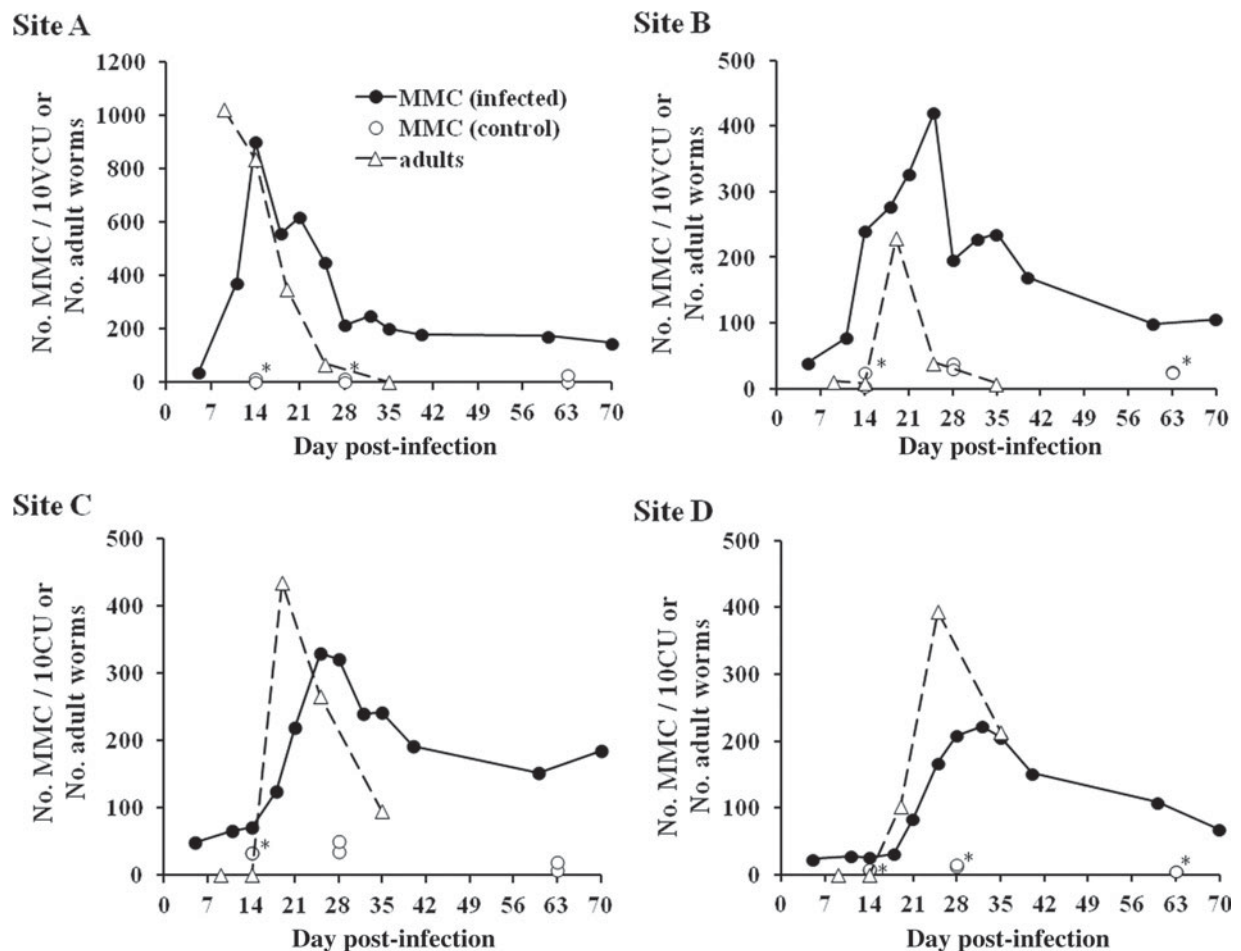 Site A
1200
1000
800
600
400
200
0
No. MMC / 10VCU or
No. adult worms
MMC (infected)
MMC (control)
adults
* *
0 7 14 21 28 35 42 49 56 63 70
Day post-infection
Site B
500
400
300
200
100
0
No. MMC / 10VCU or
No. adult worms
* *
0 7 14 21 28 35 42 49 56 63 70
Day post-infection
Site C
500
400
300
200
100
0
No. MMC / 10CU or
No. adult worms
*
0 7 14 21 28 35 42 49 56 63 70
Day post-infection
Site D
500
400
300
200
100
0
No. MMC / 10CU or
No. adult worms
* * *
0 7 14 21 28 35 42 49 56 63 70
Day post-infection